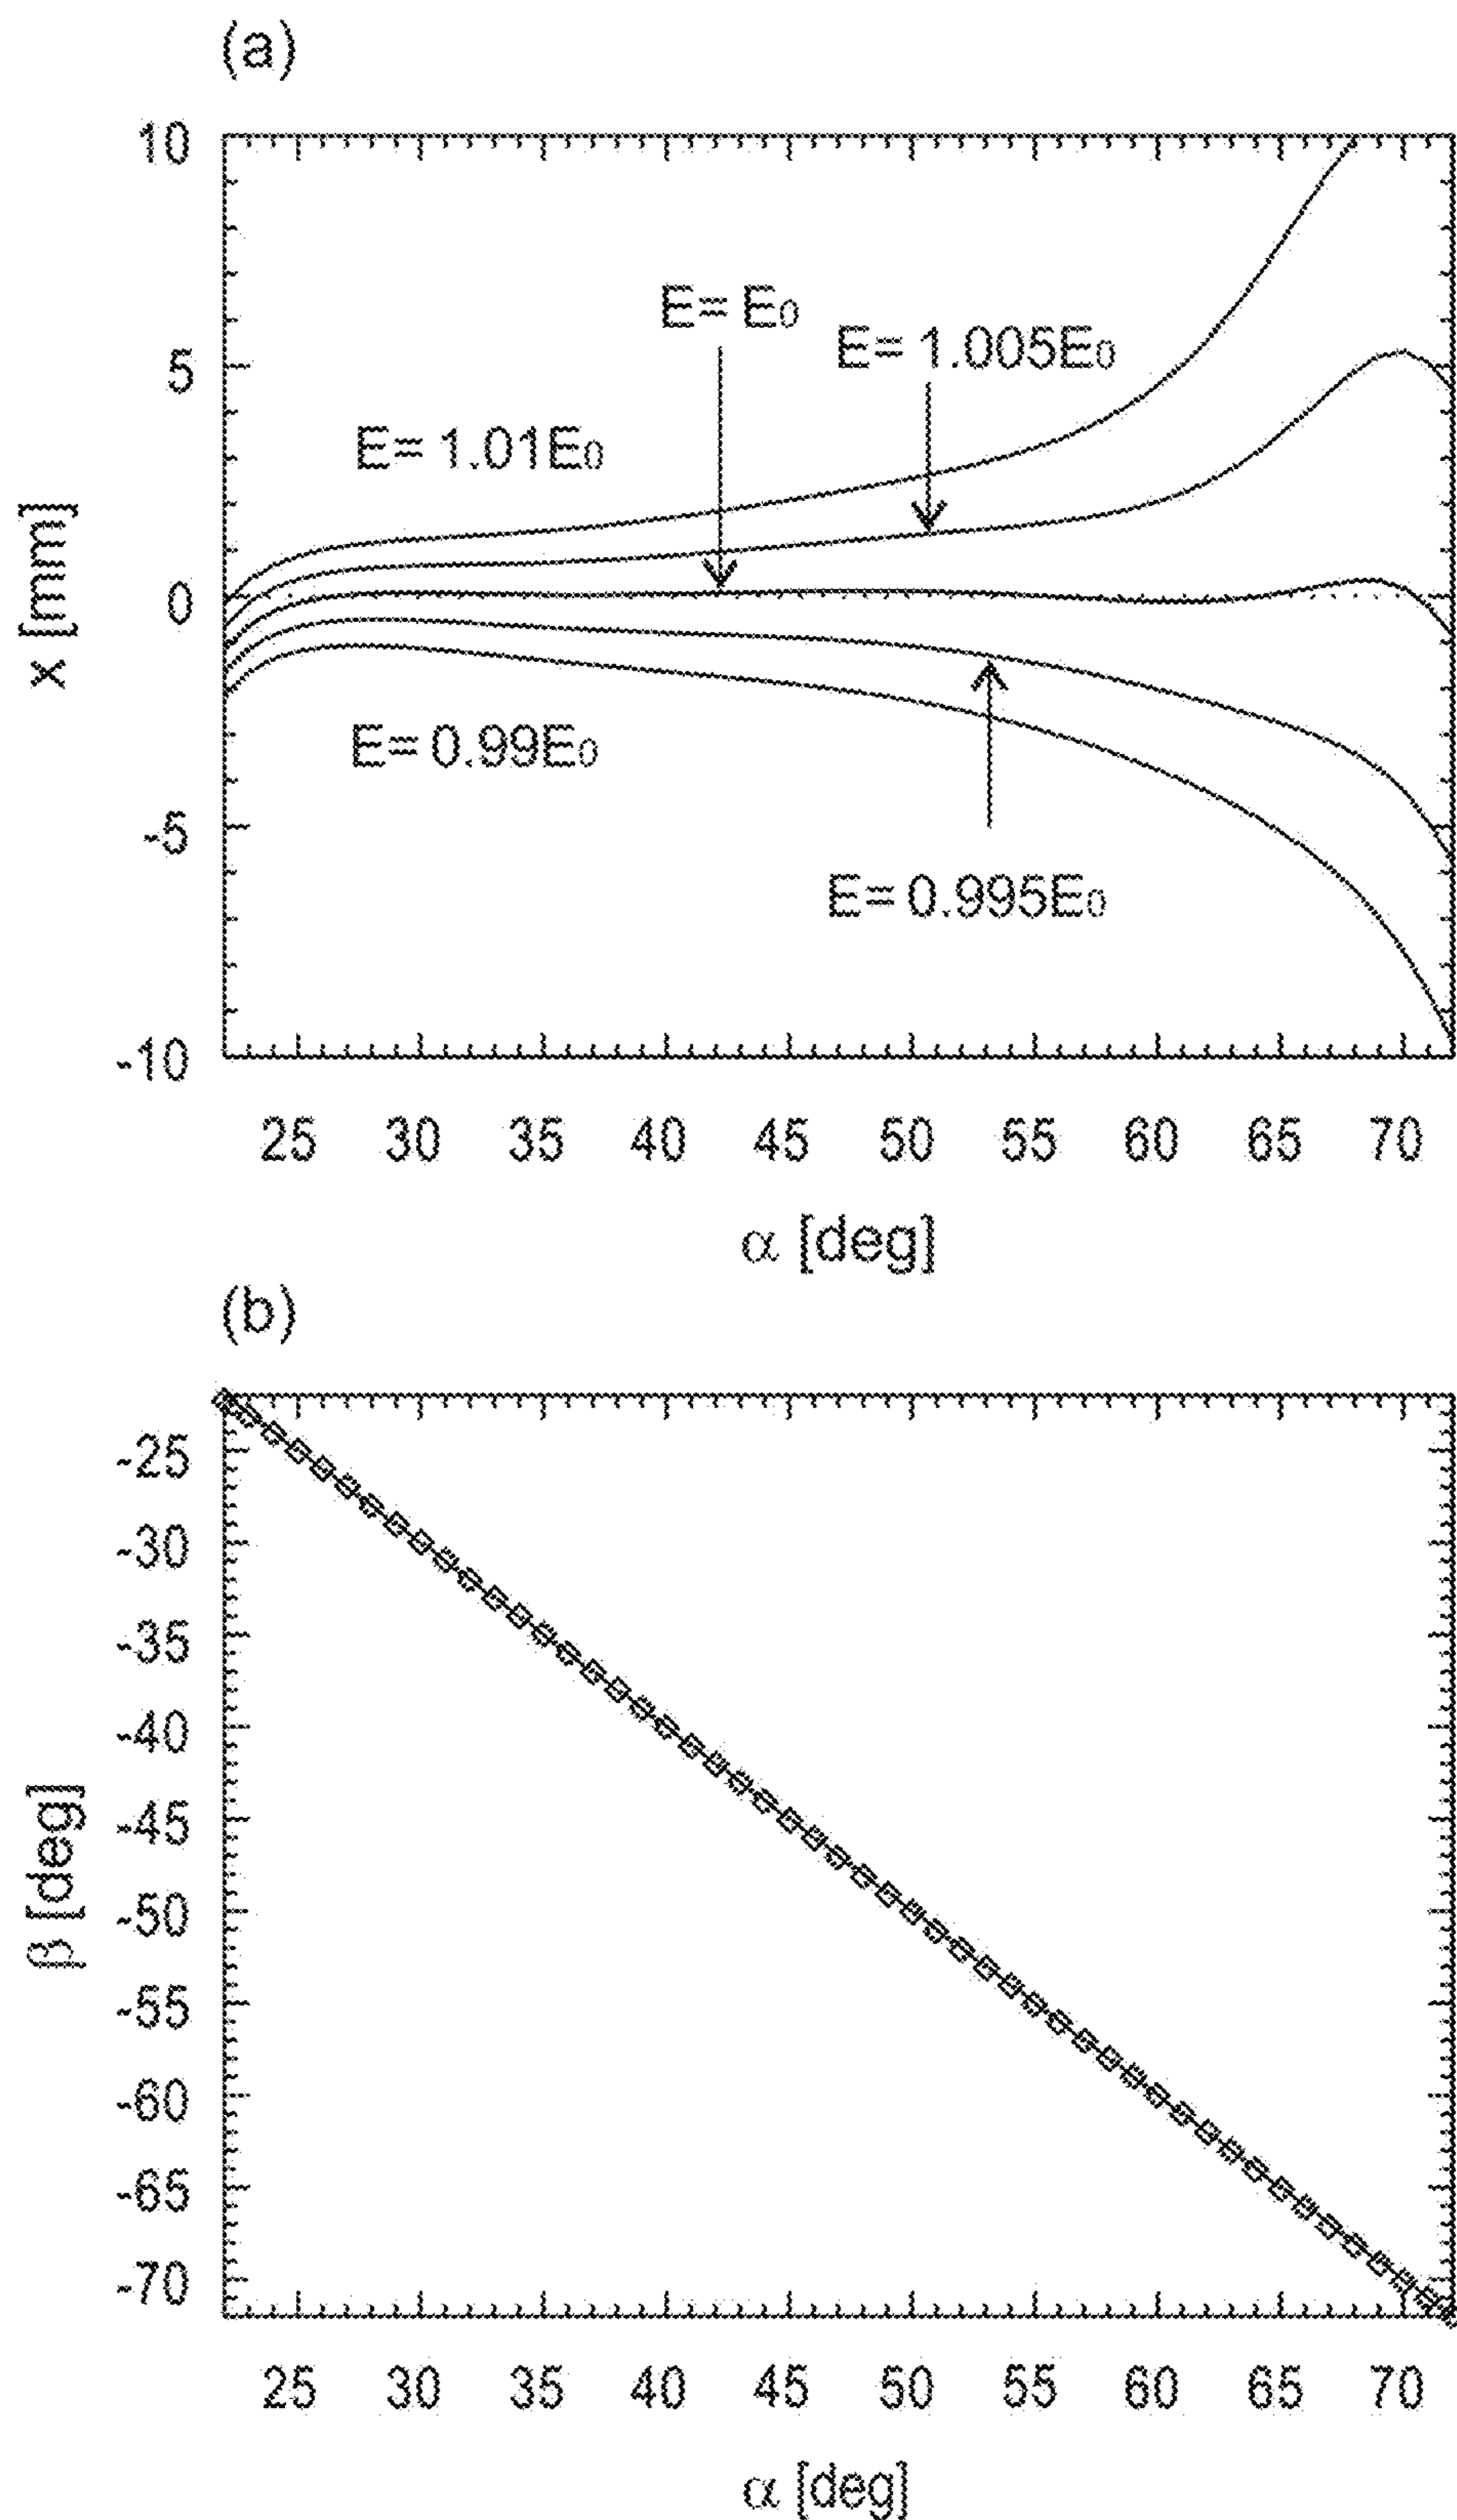 (a)
10
5
0
-5
-10
x [mm]
E= E0
E= 1.005E0
E= 1.01E0
E= 0.99E0
E= 0.995E0
25 30 35 40 45 50 55 60 65 70
α [deg]
(b)
-25
-30
-35
-40
-45
-50
-55
-60
-65
-70
β [deg]
25 30 35 40 45 50 55 60 65 70
α [deg]